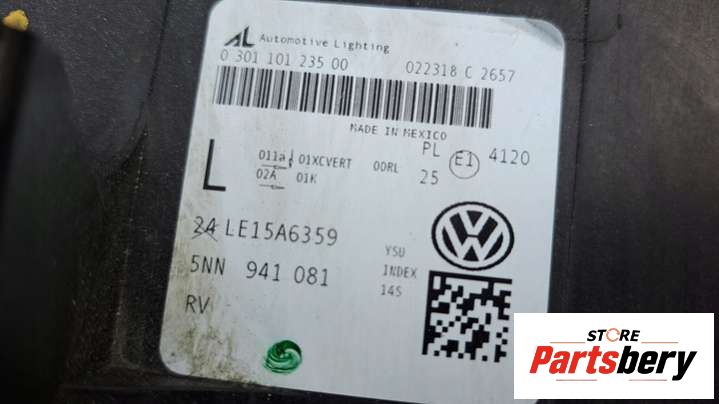 AL Automotive Lighting
0 301 101 235 00 022318 C 2657
MADE IN MEXICO
L 011a 01XCVERT 00RL PL E1 4120
02A 01K 25
24 LE15A6359
5NN 941 081
RV
YSU
INDEX
14S
STORE
Partsbery